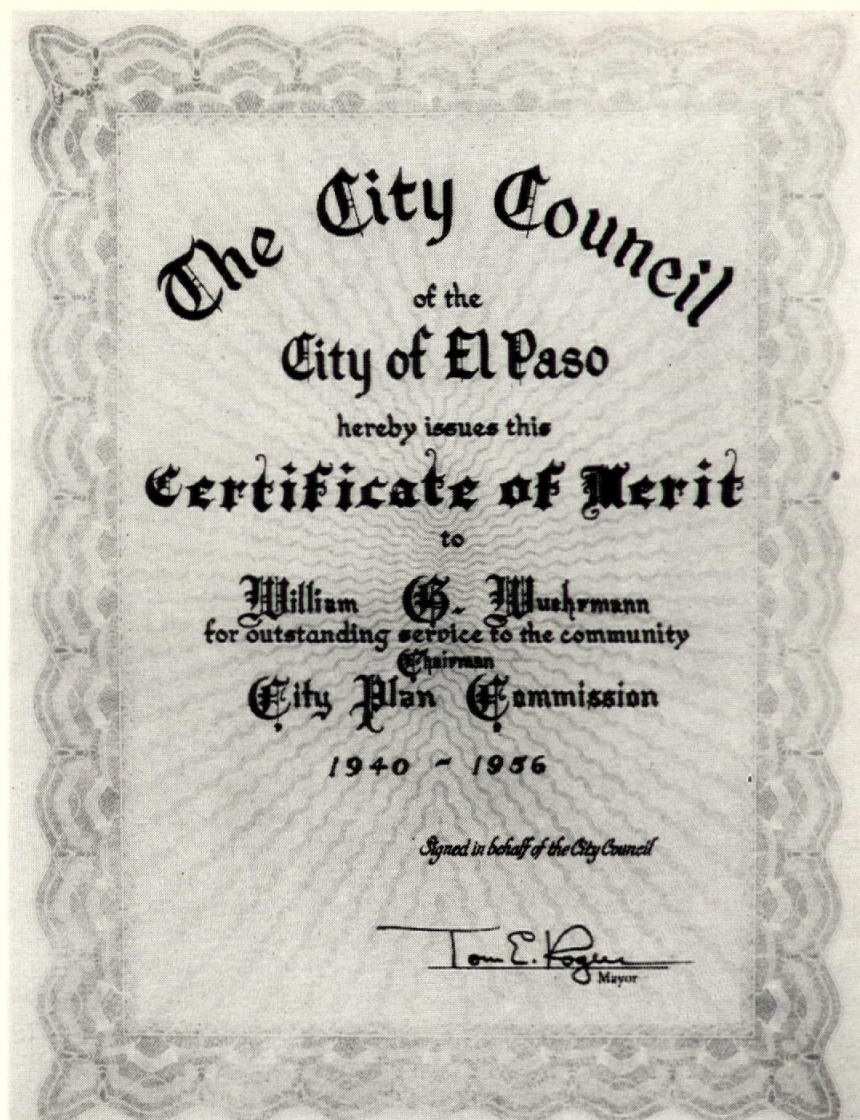 The City Council
of the
City of El Paso
hereby issues this
Certificate of Merit
to
William G. Wuehrmann
for outstanding service to the community
Chairman
City Plan Commission
1940 - 1956
Signed in behalf of the City Council
Tom E. Rogers
Mayor